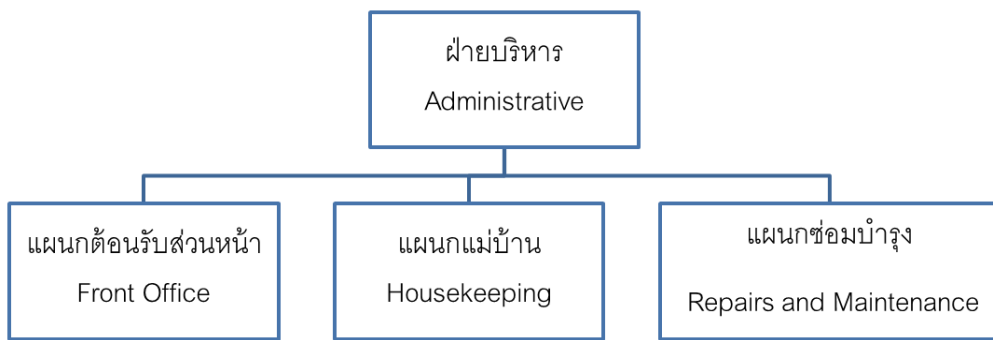 ฝ่ายบริหาร
Administrative
แผนกต้อนรับส่วนหน้า
Front Office
แผนกแม่บ้าน
Housekeeping
แผนกซ่อมบำรุง
Repairs and Maintenance